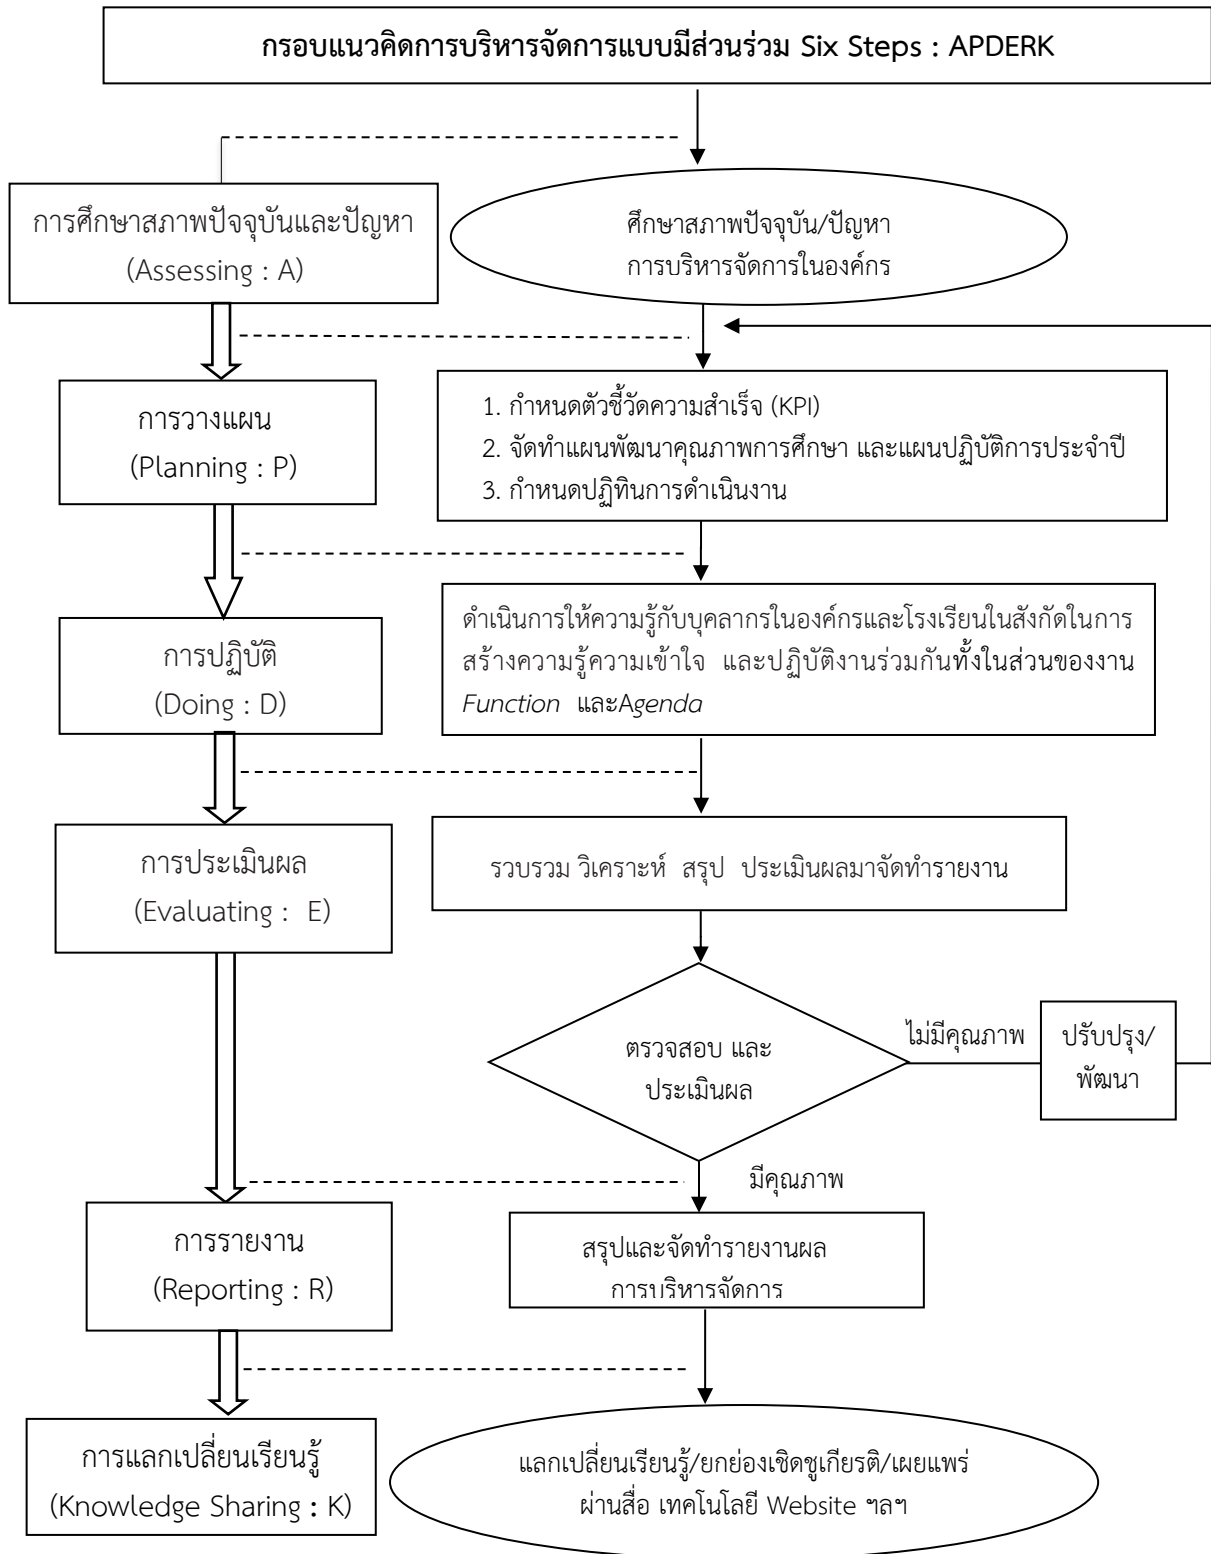 กรอบแนวคิดการบริหารจัดการแบบมีส่วนร่วม Six Steps : APDERK
การศึกษาสภาพปัจจุบันและปัญหา
(Assessing : A)
ศึกษาสภาพปัจจุบัน/ปัญหา
การบริหารจัดการในองค์กร
การวางแผน
(Planning : P)
1. กำหนดตัวชี้วัดความสำเร็จ (KPI)
2. จัดทำแผนพัฒนาคุณภาพการศึกษา และแผนปฏิบัติการประจำปี
3. กำหนดปฏิทินการดำเนินงาน
การปฏิบัติ
(Doing : D)
ดำเนินการให้ความรู้กับบุคลากรในองค์กรและโรงเรียนในสังกัดในการ
สร้างความรู้ความเข้าใจ และปฏิบัติงานร่วมกันทั้งในส่วนของงาน
Function และAgenda
การประเมินผล
(Evaluating : E)
รวบรวม วิเคราะห์ สรุป ประเมินผลมาจัดทำรายงาน
ตรวจสอบ และ
ประเมินผล
ไม่มีคุณภาพ
ปรับปรุง/
พัฒนา
มีคุณภาพ
การรายงาน
(Reporting : R)
สรุปและจัดทำรายงานผล
การบริหารจัดการ
การแลกเปลี่ยนเรียนรู้
(Knowledge Sharing : K)
แลกเปลี่ยนเรียนรู้/ยกย่องเชิดชูเกียรติ/เผยแพร่
ผ่านสื่อ เทคโนโลยี Website ฯลฯ